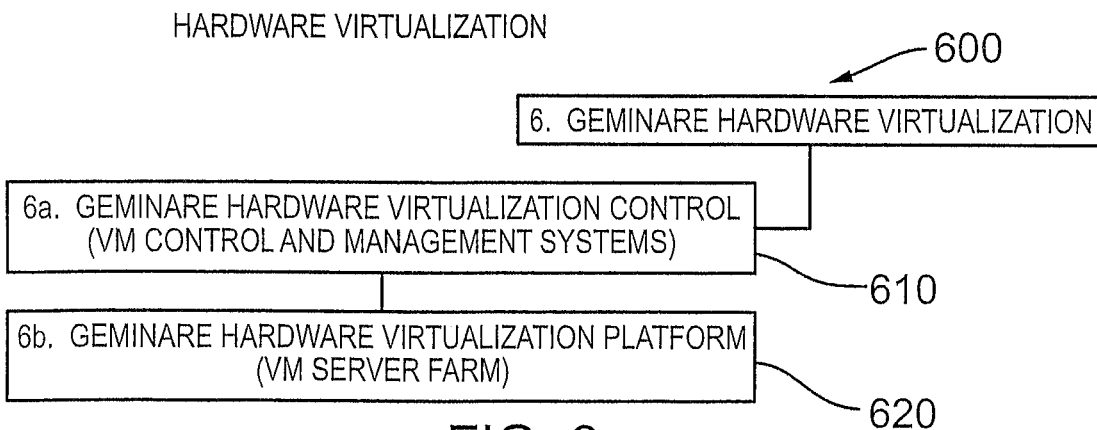 HARDWARE VIRTUALIZATION
600
6. GEMINARE HARDWARE VIRTUALIZATION
6a. GEMINARE HARDWARE VIRTUALIZATION CONTROL
(VM CONTROL AND MANAGEMENT SYSTEMS)
610
6b. GEMINARE HARDWARE VIRTUALIZATION PLATFORM
(VM SERVER FARM)
620